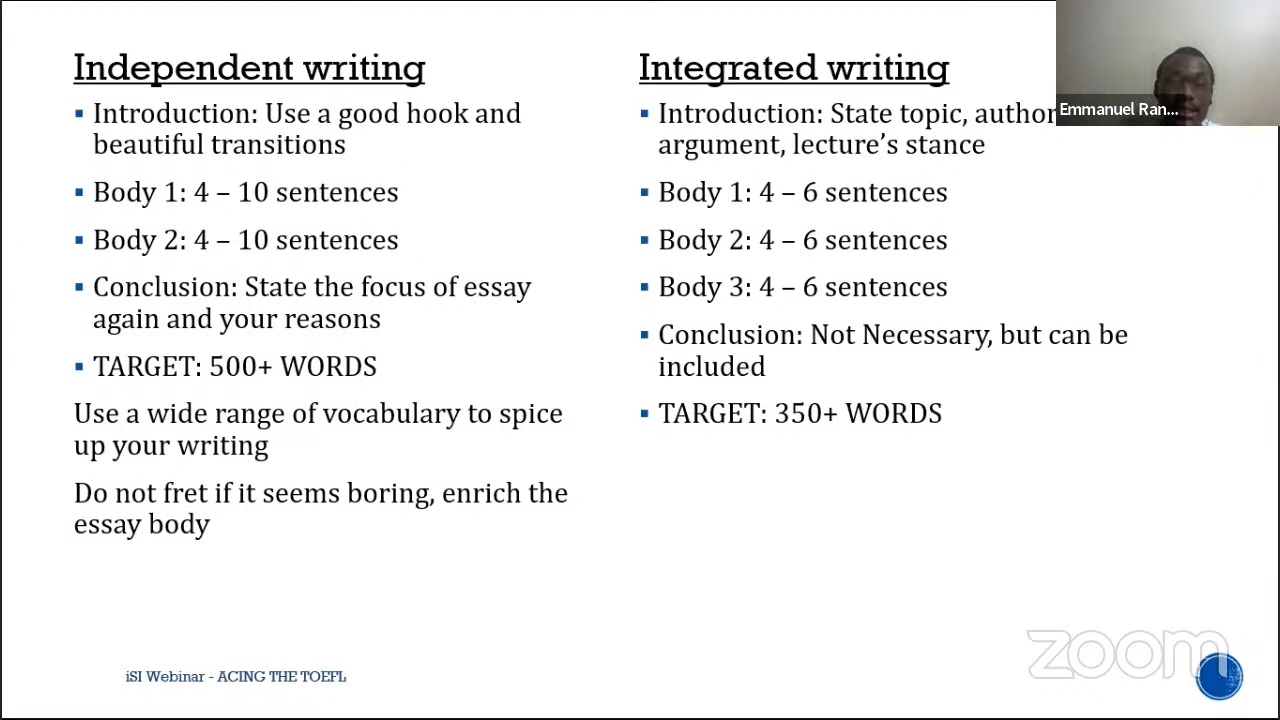 Independent writing
Introduction: Use a good hook and
beautiful transitions
Body 1: 4 – 10 sentences
Body 2: 4 – 10 sentences
Conclusion: State the focus of essay
again and your reasons
TARGET: 500+ WORDS
Use a wide range of vocabulary to spice
up your writing
Do not fret if it seems boring, enrich the
essay body
Integrated writing
Introduction: State topic, author
argument, lecture’s stance
Body 1: 4 – 6 sentences
Body 2: 4 – 6 sentences
Body 3: 4 – 6 sentences
Conclusion: Not Necessary, but can be
included
TARGET: 350+ WORDS
Emmanuel Ran...
iSI Webinar - ACING THE TOEFL
zoom